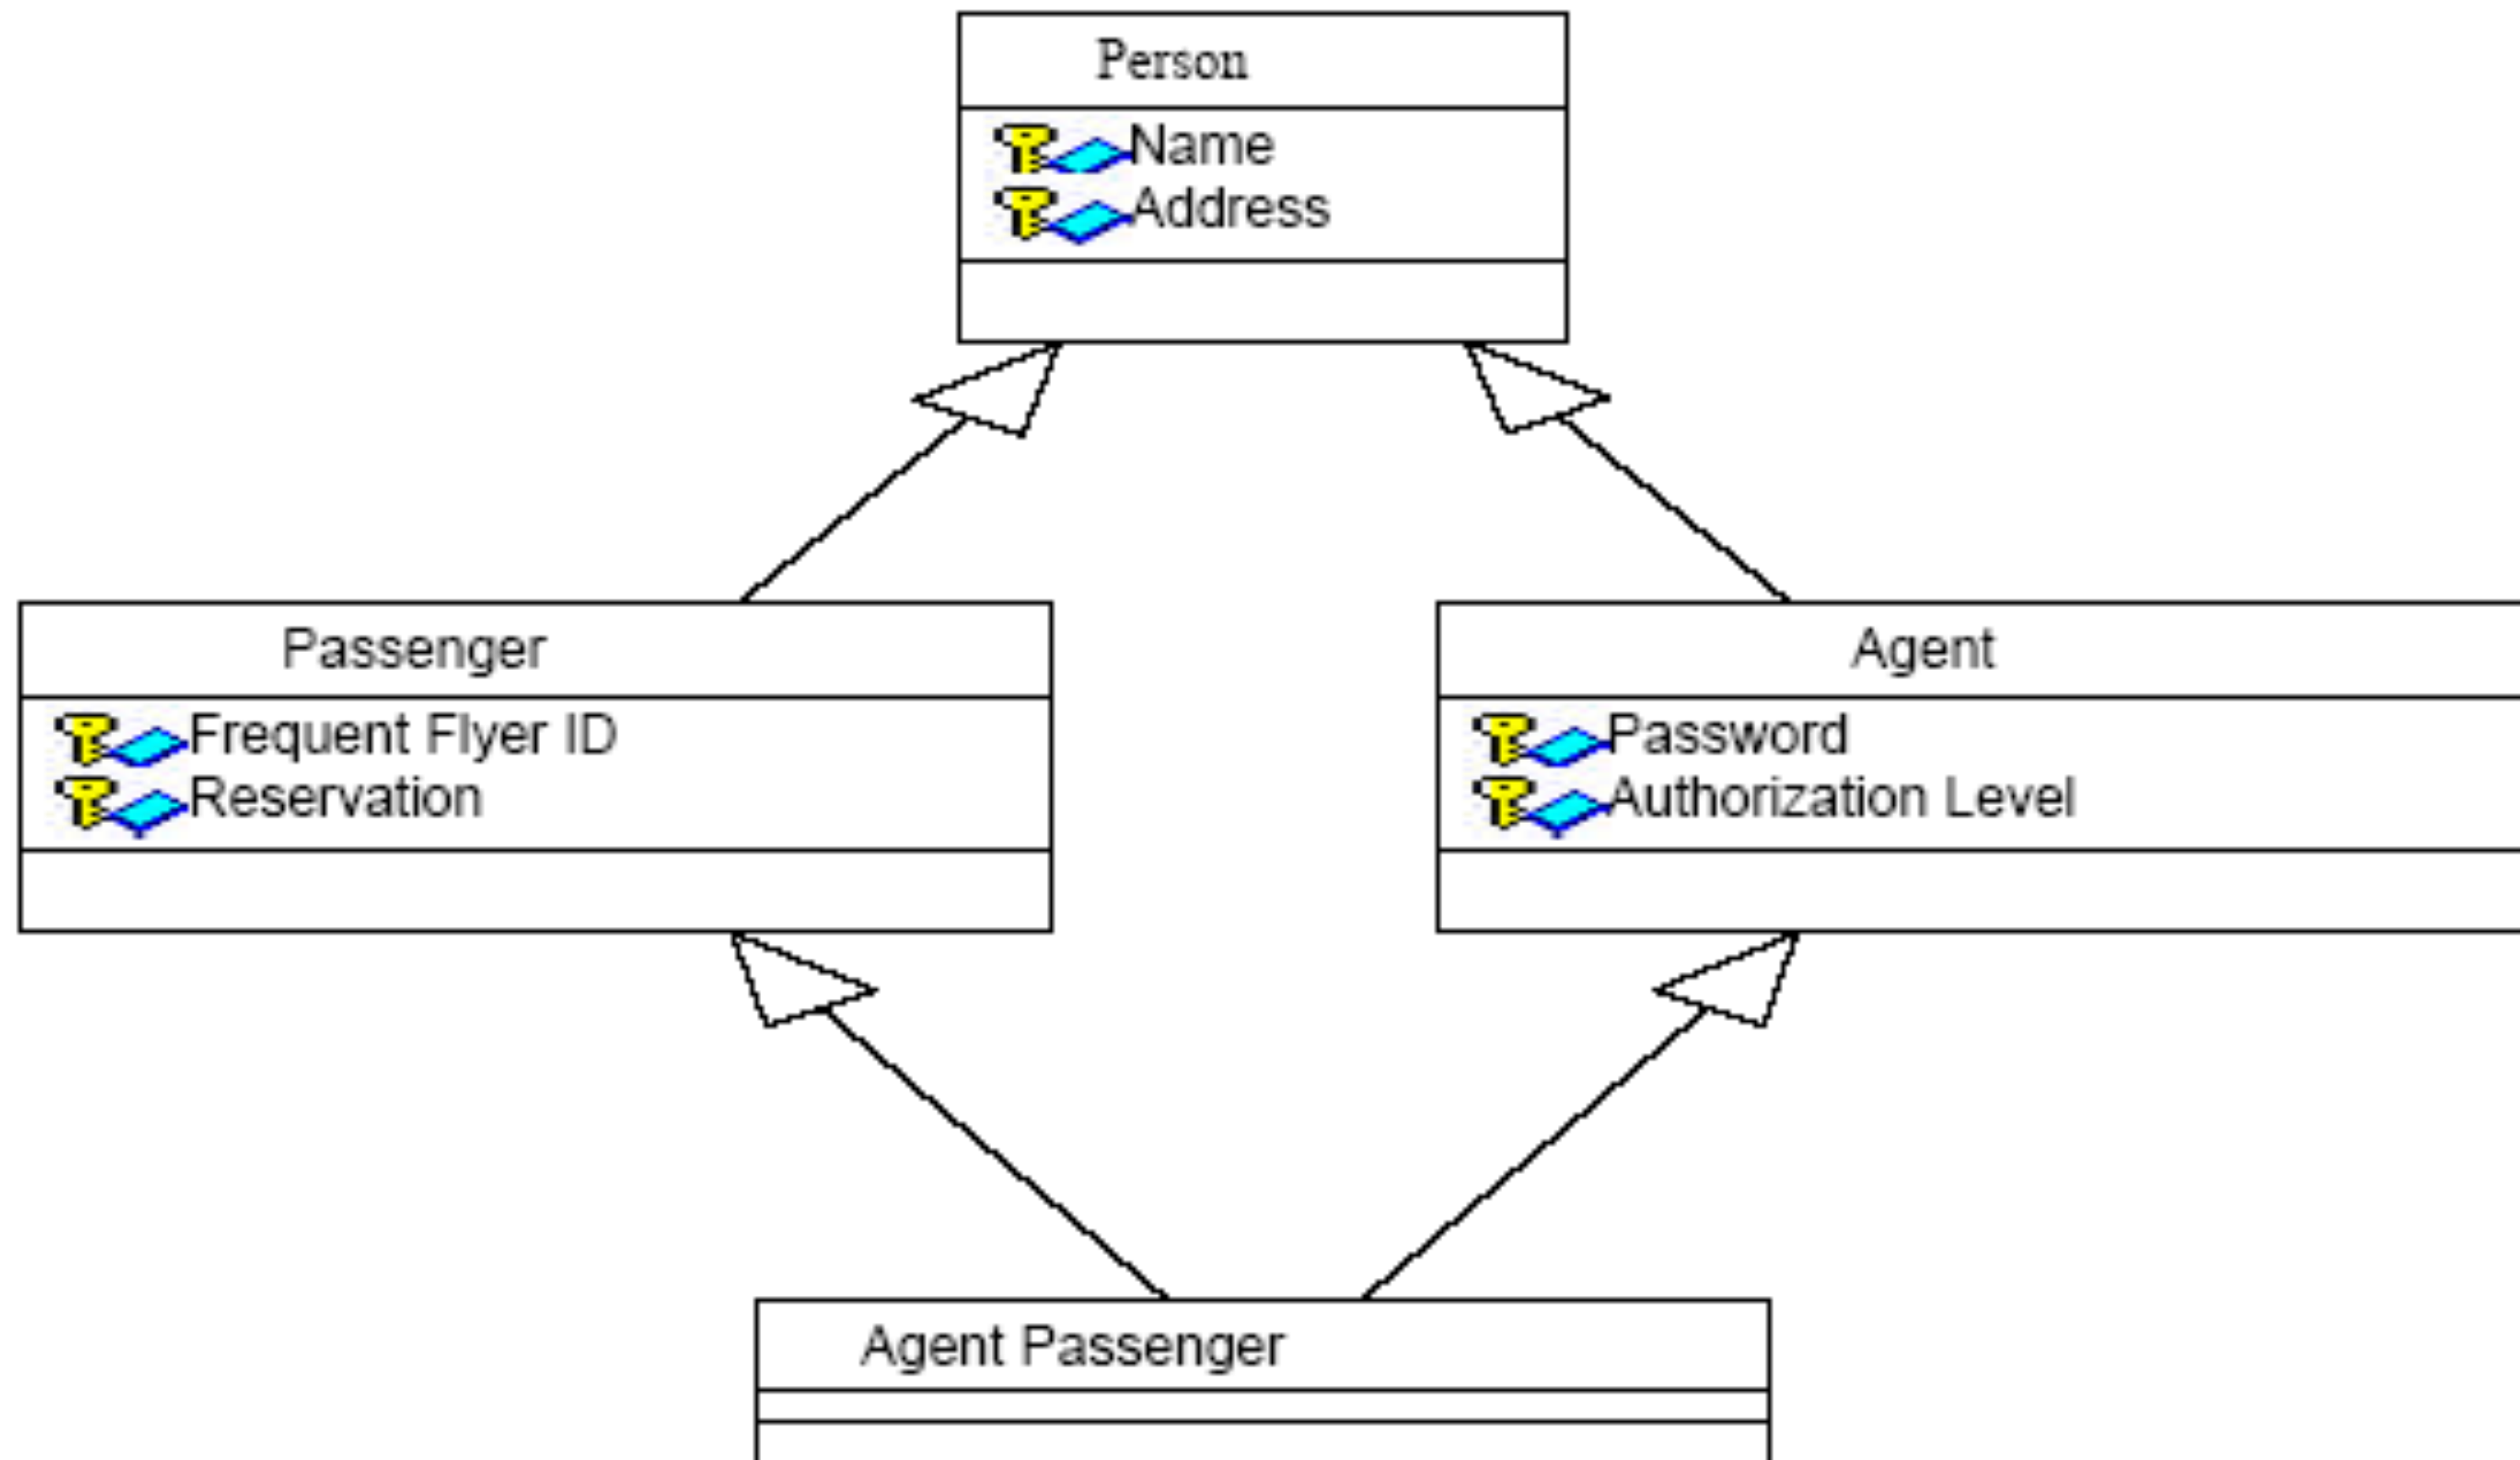 Person
Name
Address
Passenger
Frequent Flyer ID
Reservation
Agent
Password
Authorization Level
Agent Passenger